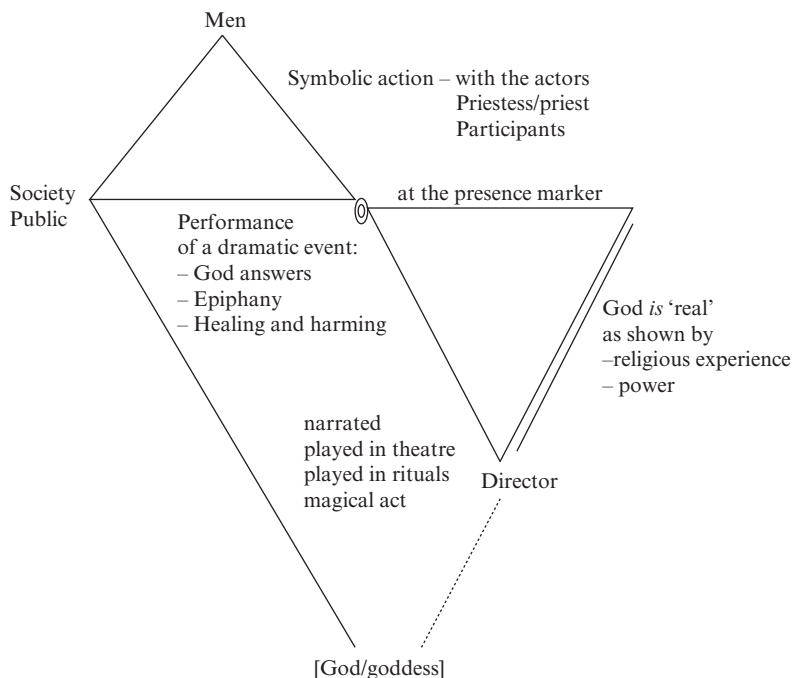 Men
Symbolic action – with the actors
Priestess/priest
Participants
Society
Public
at the presence marker
Performance
of a dramatic event:
– God answers
– Epiphany
– Healing and harming
God is ‘real’
as shown by
–religious experience
– power
narrated
played in theatre
played in rituals
magical act
Director
[God/goddess]